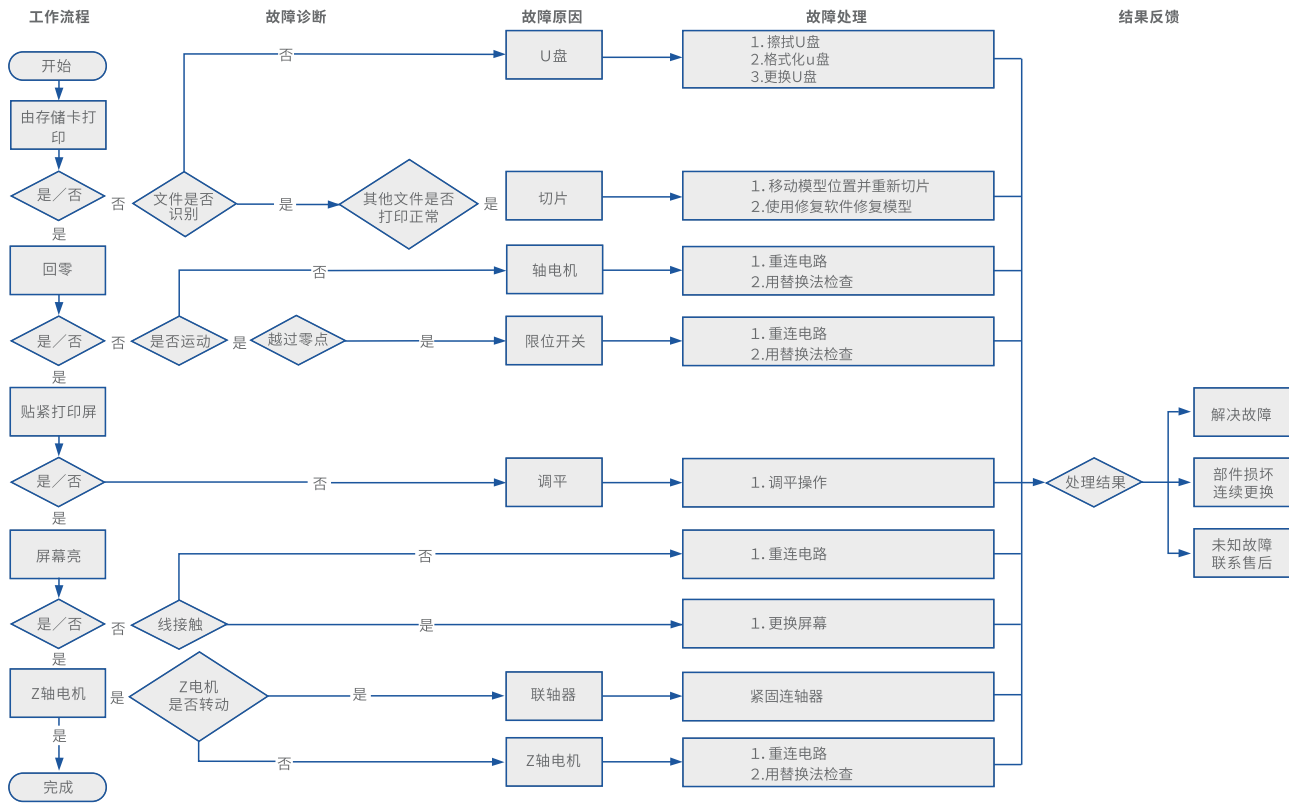 工作流程
故障诊断
故障原因
故障处理
结果反馈
开始
否
U盘
1. 擦拭U盘
2.格式化u盘
3.更换U盘
由存储卡打
印
是／否
否
文件是否
识别
是
其他文件是否
打印正常
是
切片
1. 移动模型位置并重新切片
2.使用修复软件修复模型
是
回零
否
轴电机
1. 重连电路
2.用替换法检查
是／否
否
是否运动
是
越过零点
是
限位开关
1. 重连电路
2.用替换法检查
是
贴紧打印屏
解决故障
是／否
否
调平
1. 调平操作
处理结果
部件损坏
连续更换
是
屏幕亮
否
1. 重连电路
未知故障
联系售后
是／否
否
线接触
是
1. 更换屏幕
是
Z轴电机
是
Z电机
是否转动
是
联轴器
紧固连轴器
是
否
Z轴电机
1. 重连电路
2.用替换法检查
完成